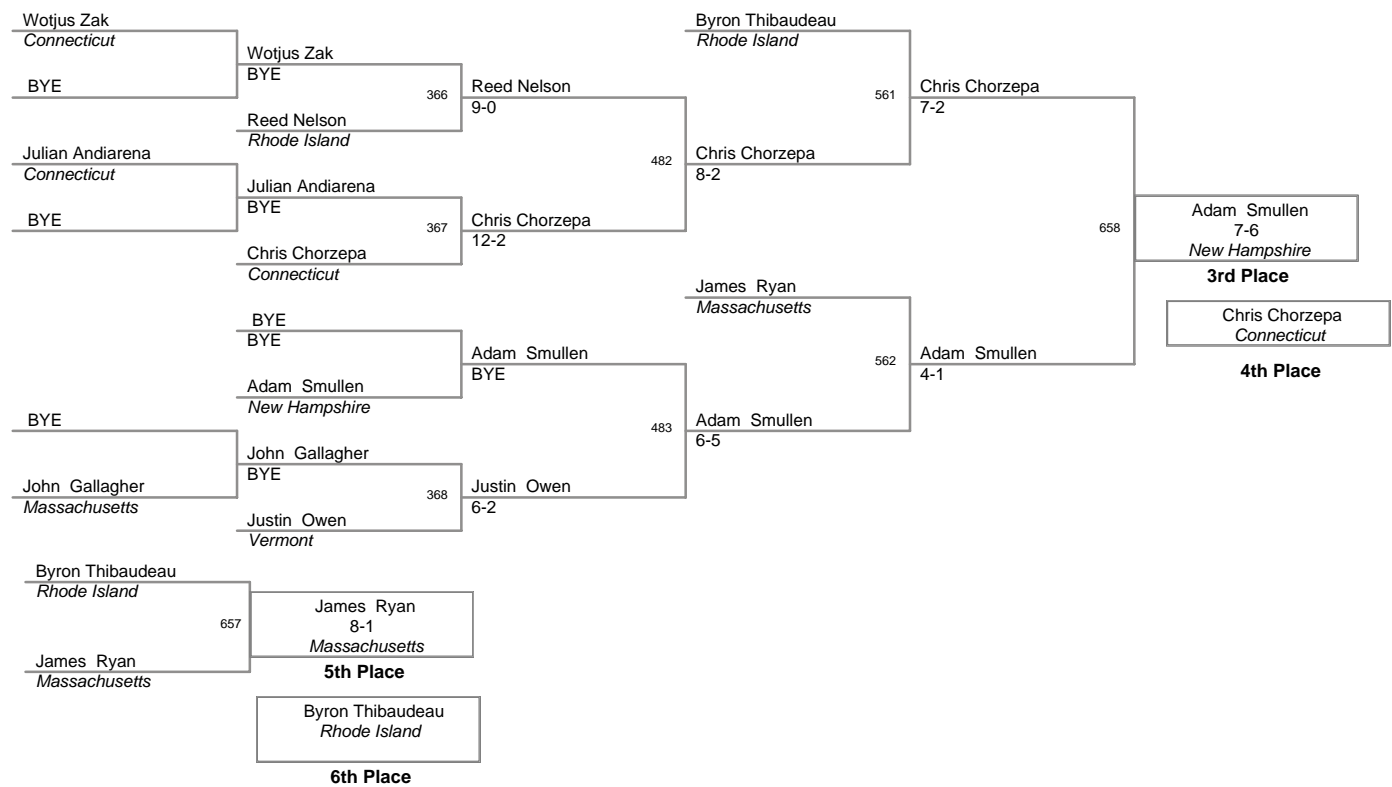 Wotjus Zak
Connecticut
BYE
Julian Andiarena
Connecticut
BYE
BYE
John Gallagher
Massachusetts
Wotjus Zak
BYE
366
Reed Nelson
Rhode Island
Julian Andiarena
BYE
367
Chris Chorzepa
Connecticut
BYE
BYE
Adam Smullen
New Hampshire
John Gallagher
BYE
368
Justin Owen
Vermont
Reed Nelson
9-0
482
Chris Chorzepa
12-2
Adam Smullen
BYE
483
Justin Owen
6-2
Byron Thibaudeau
Rhode Island
561
Chris Chorzepa
8-2
James Ryan
Massachusetts
562
Adam Smullen
6-5
Chris Chorzepa
7-2
658
Adam Smullen
4-1
Adam Smullen
7-6
New Hampshire
3rd Place
Chris Chorzepa
Connecticut
4th Place
Byron Thibaudeau
Rhode Island
657
James Ryan
Massachusetts
James Ryan
8-1
Massachusetts
5th Place
Byron Thibaudeau
Rhode Island
6th Place